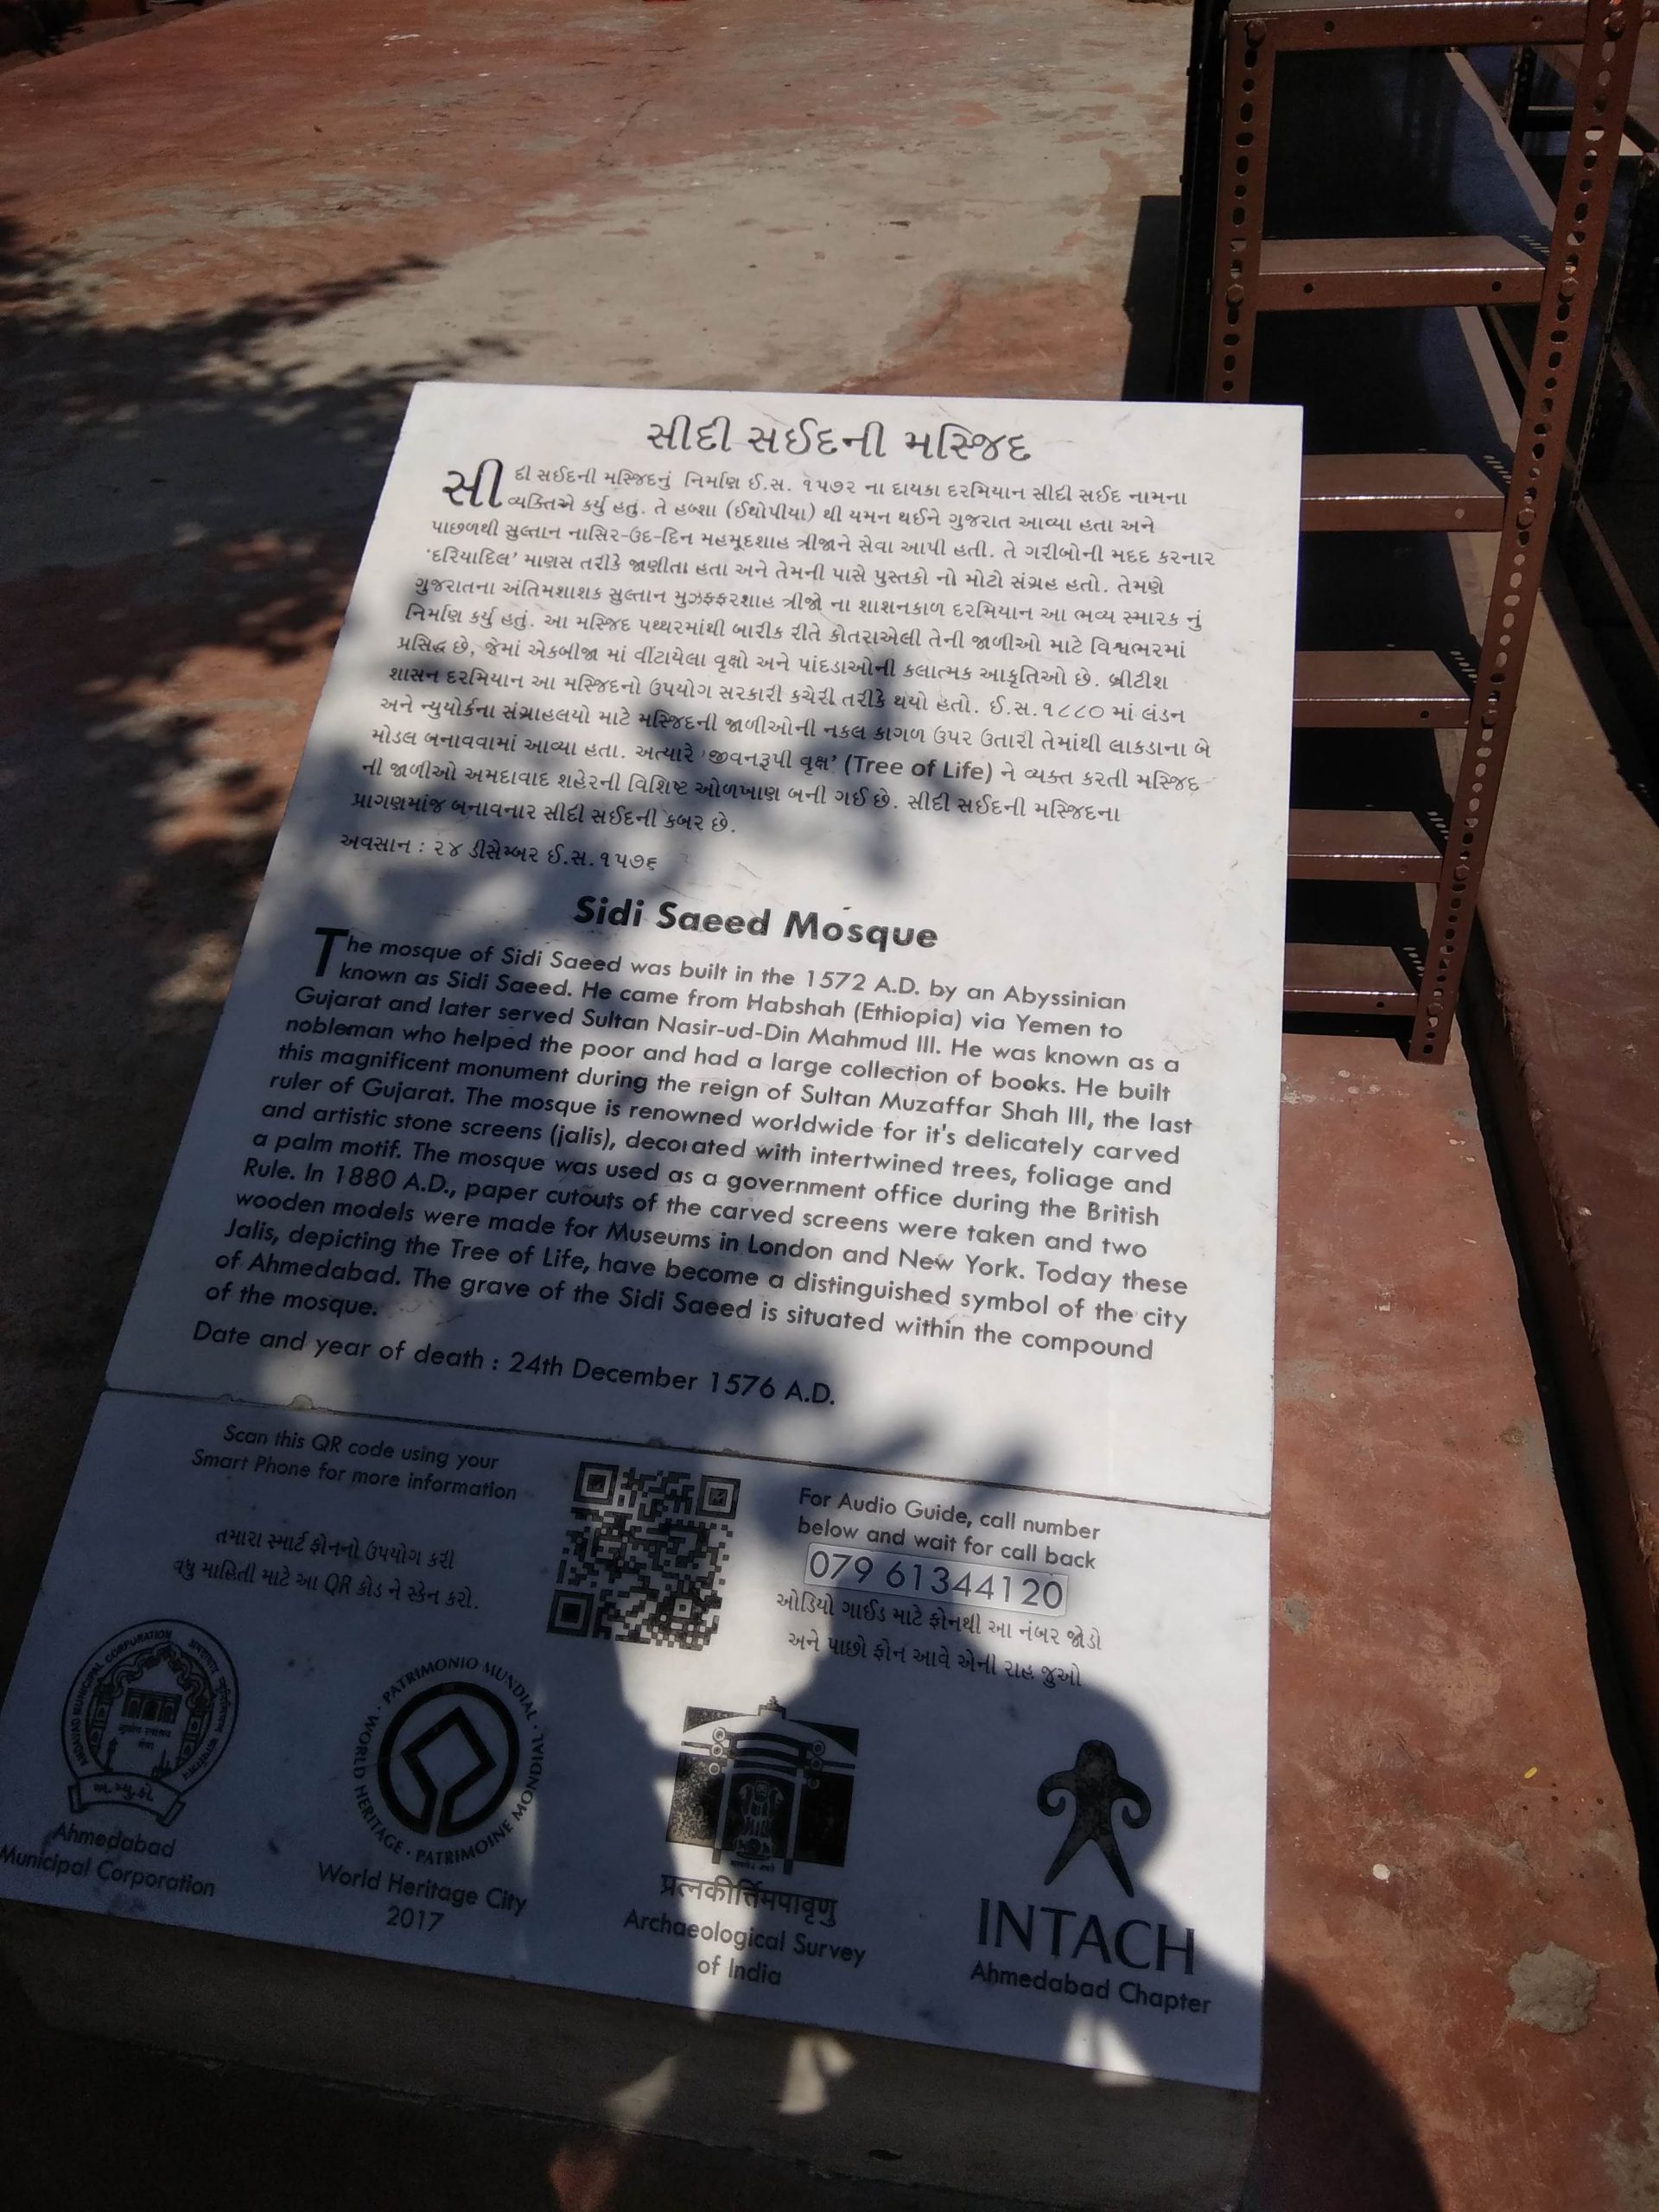 સીદી સઈદની મસ્જિદ
સીદી સઈદની મસ્જિદનું નિર્માણ ઈ.સ. ૧૫૭૨ ના દાયકા દરમિયાન સીદી સઈદ નામના
વ્યક્તિએ કર્યુ હતું. તે હબ્શા (ઈથોપીયા) થી યમન થઈને ગુજરાત આવ્યા હતા અને
પાછળથી સુલ્તાન નાસિર-ઉદ-દિન મહમૂદશાહ ત્રીજાને સેવા આપી હતી. તે ગરીબોની મદદ કરનાર
‘દરિયાદિલ’ માણસ તરીકે જાણીતા હતા અને તેમની પાસે પુસ્તકો નો મોટો સંગ્રહ હતો. તેમણે
ગુજરાતના અંતિમશાશક સુલ્તાન મુઝફ્ફરશાહ ત્રીજો ના શાશનકાળ દરમિયાન આ ભવ્ય સ્મારક નું
નિર્માણ કર્યુ હતું. આ મસ્જિદ પથ્થરમાંથી બારીક રીતે કોતરાએલી તેની જાળીઓ માટે વિશ્વભરમાં
પ્રસિદ્ધ છે, જેમાં એકબીજા માં વીંટાયેલા વૃક્ષો અને પાંદડાઓની કલાત્મક આકૃતિઓ છે. બ્રીટીશ
શાસન દરમિયાન આ મસ્જિદનો ઉપયોગ સરકારી કચેરી તરીકે થયો હતો. ઈ.સ.૧૮૮૦ માં લંડન
અને ન્યુયોર્કના સંગ્રાહલયો માટે મસ્જિદની જાળીઓની નકલ કાગળ ઉપર ઉતારી તેમાંથી લાકડાના બે
મોડલ બનાવવામાં આવ્યા હતા. અત્યારે ‘જીવનરૂપી વૃક્ષ’ (Tree of Life) ને વ્યક્ત કરતી મસ્જિદ
ની જાળીઓ અમદાવાદ શહેરની વિશિષ્ટ ઓળખાણ બની ગઈ છે. સીદી સઈદની મસ્જિદના
પ્રાગણમાંજ બનાવનાર સીદી સઈદની કબર છે.
અવસાન : ૨૪ ડીસેમ્બર ઈ.સ.૧૫૭૬
Sidi Saeed Mosque
The mosque of Sidi Saeed was built in the 1572 A.D. by an Abyssinian
known as Sidi Saeed. He came from Habshah (Ethiopia) via Yemen to
Gujarat and later served Sultan Nasir-ud-Din Mahmud III. He was known as a
nobleman who helped the poor and had a large collection of books. He built
this magnificent monument during the reign of Sultan Muzaffar Shah III, the last
ruler of Gujarat. The mosque is renowned worldwide for it's delicately carved
and artistic stone screens (jalis), decorated with intertwined trees, foliage and
a palm motif. The mosque was used as a government office during the British
Rule. In 1880 A.D., paper cutouts of the carved screens were taken and two
wooden models were made for Museums in London and New York. Today these
Jalis, depicting the Tree of Life, have become a distinguished symbol of the city
of Ahmedabad. The grave of the Sidi Saeed is situated within the compound
of the mosque.
Date and year of death : 24th December 1576 A.D.
Scan this QR code using your
Smart Phone for more information
તમારા સ્માર્ટ ફોનનો ઉપયોગ કરી
વધુ માહિતી માટે આ QR કોડ ને સ્કેન કરો.
For Audio Guide, call number
below and wait for call back
079 61344120
ઓડિયો ગાઈડ માટે ફોનથી આ નંબર જોડો
અને પાછો ફોન આવે એની રાહ જુઓ
AMDAVAD MUNICIPAL CORPORATION
અ.મ્યુ.કો
Ahmedabad
Municipal Corporation
WORLD HERITAGE · PATRIMONIO MUNDIAL · PATRIMOINE MONDIAL
World Heritage City
2017
प्रत्नकीर्त्तिमपावृणु
Archaeological Survey
of India
INTACH
Ahmedabad Chapter